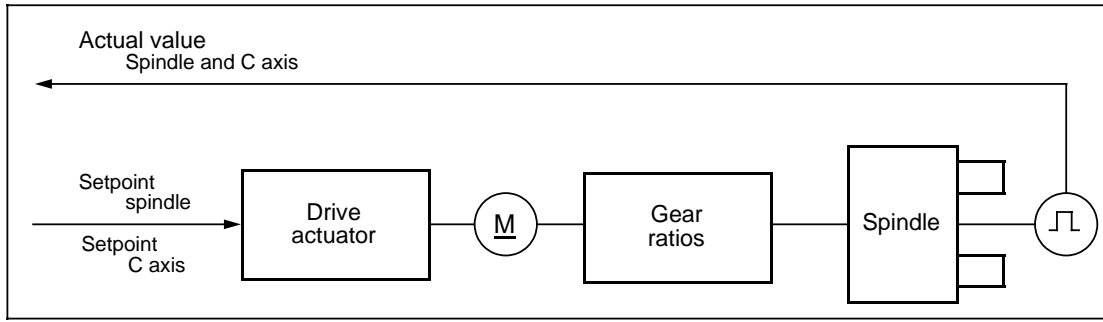 Actual value
Spindle and C axis
Setpoint
spindle
Setpoint
C axis
Drive
actuator
M
Gear
ratios
Spindle